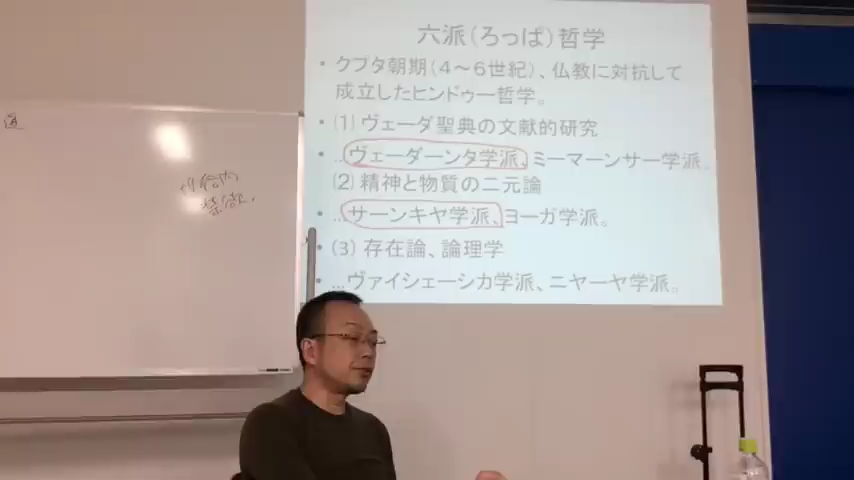 六派(ろっぱ)哲学
• クプタ朝期(4～6世紀)、仏教に対抗して
成立したヒンドゥー哲学。
• (1) ヴェーダ聖典の文献的研究
• …ヴェーダーンタ学派、ミーマーンサー学派。
(2) 精神と物質の二元論
• …サーンキヤ学派、ヨーガ学派。
• (3) 存在論、論理学
• …ヴァイシェーシカ学派、ニヤーヤ学派。
禁欲